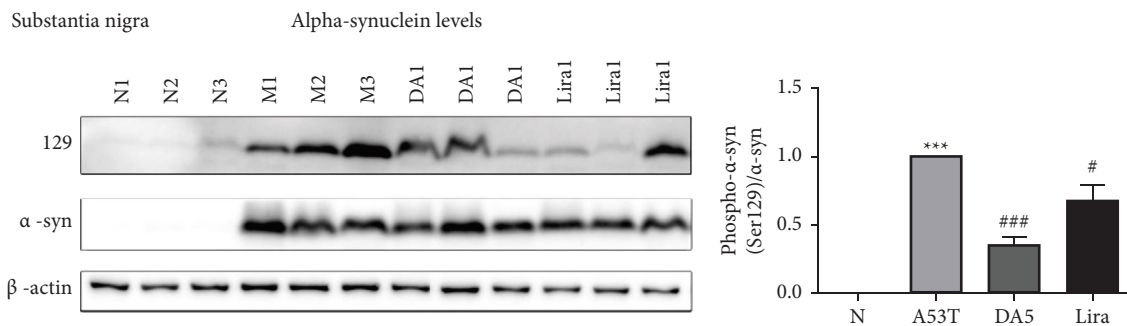 Substantia nigra Alpha-synuclein levels
N1 N2 N3 M1 M2 M3 DA1 DA1 DA1 Lira1 Lira1 Lira1
129
α -syn
β -actin
Phospho-α-syn
(Ser129)/α-syn
1.5
1.0
0.5
0.0
***
###
#
N A53T DA5 Lira